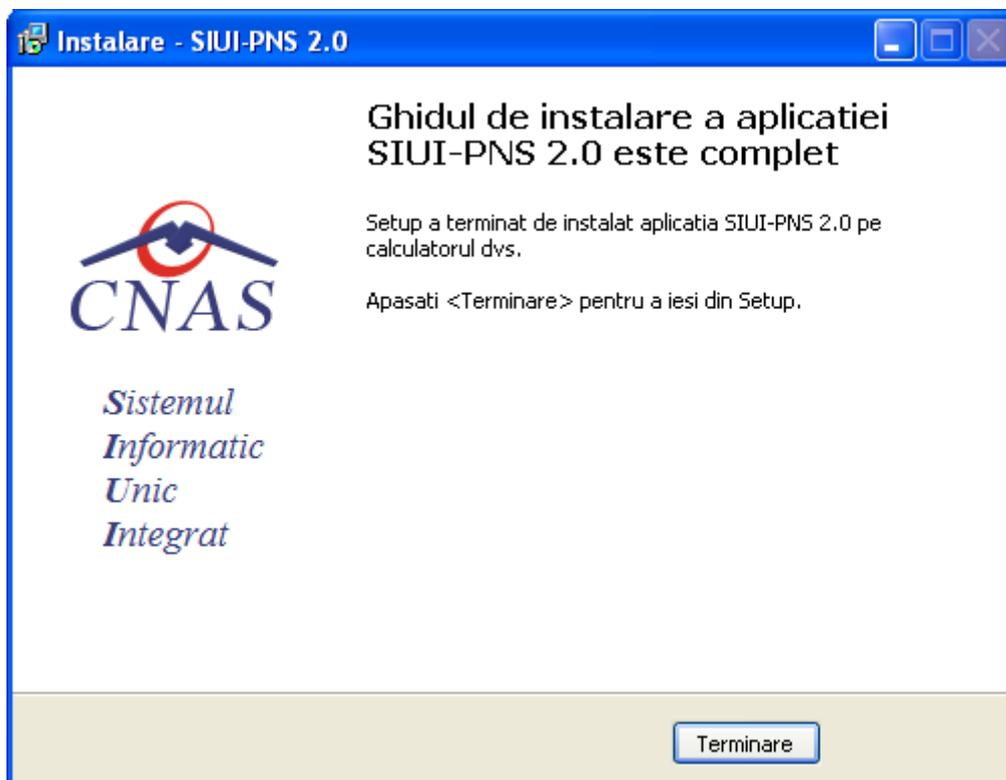 Instalare - SIUI-PNS 2.0
Ghidul de instalare a aplicatiei
SIUI-PNS 2.0 este complet
Setup a terminat de instalat aplicatia SIUI-PNS 2.0 pe
calculatorul dvs.
Apasati <Terminare> pentru a iesi din Setup.
CNAS
Sistemul
Informatic
Unic
Integrat
Terminare